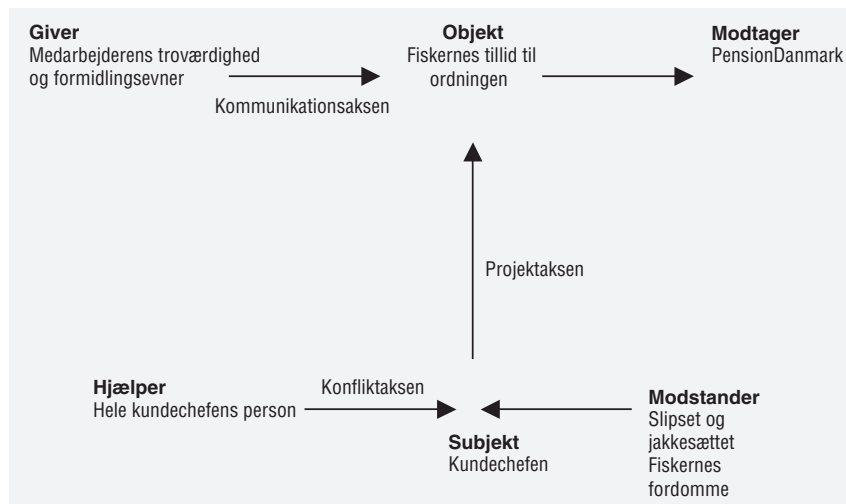 Giver
Medarbejderens troværdighed
og formidlingsevner
Kommunikationsaksen
Objekt
Fiskernes tillid til
ordningen
Modtager
PensionDanmark
Projektaksen
Hjælper
Hele kundechefens person
Konfliktaksen
Subjekt
Kundechefen
Modstander
Slipset og
jakkesættet
Fiskernes
fordomme